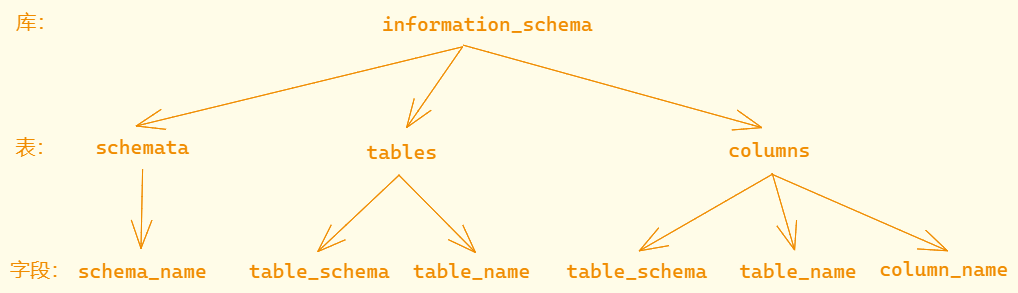 库： information_schema
表： schemata tables columns
字段： schema_name table_schema table_name table_schema table_name column_name